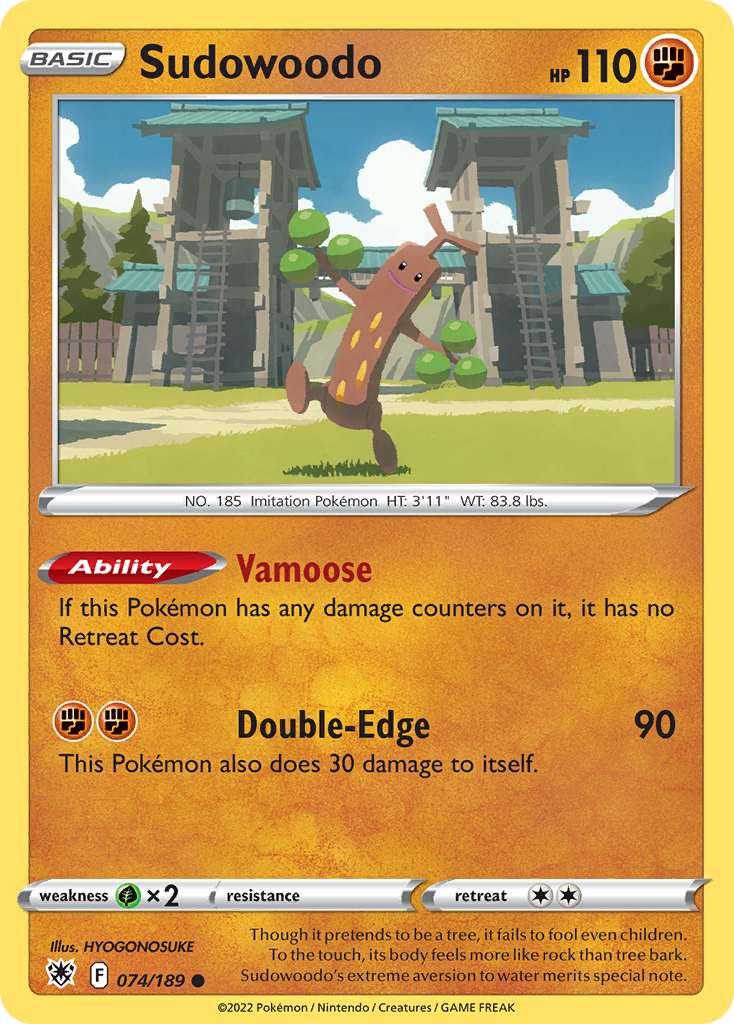 BASIC Sudowoodo HP 110
NO. 185 Imitation Pokémon HT: 3'11" WT: 83.8 lbs.
Ability Vamoose
If this Pokémon has any damage counters on it, it has no
Retreat Cost.
Double-Edge 90
This Pokémon also does 30 damage to itself.
weakness ×2 resistance retreat
Illus. HYOGONOSUKE
F 074/189
Though it pretends to be a tree, it fails to fool even children.
To the touch, its body feels more like rock than tree bark.
Sudowoodo's extreme aversion to water merits special note.
©2022 Pokémon / Nintendo / Creatures / GAME FREAK